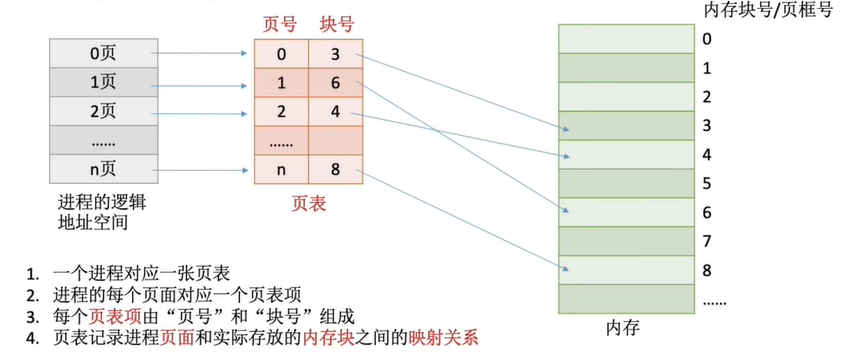 内存块号/页框号
页号 块号
0页
1页
2页
……
n页
进程的逻辑
地址空间
0 3
1 6
2 4
……
n 8
页表
0
1
2
3
4
5
6
7
8
……
内存
1. 一个进程对应一张页表
2. 进程的每个页面对应一个页表项
3. 每个页表项由“页号”和“块号”组成
4. 页表记录进程页面和实际存放的内存块之间的映射关系